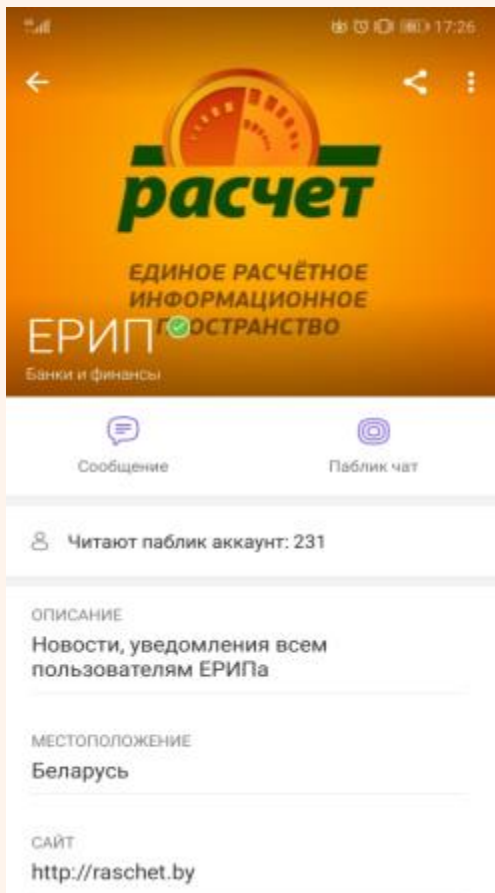 17:26
расчет
ЕДИНОЕ РАСЧЁТНОЕ
ИНФОРМАЦИОННОЕ
ЕРИП
Банки и финансы
Сообщение
Паблик чат
Читают паблик аккаунт: 231
ОПИСАНИЕ
Новости, уведомления всем
пользователям ЕРИПа
МЕСТОПОЛОЖЕНИЕ
Беларусь
САЙТ
http://raschet.by